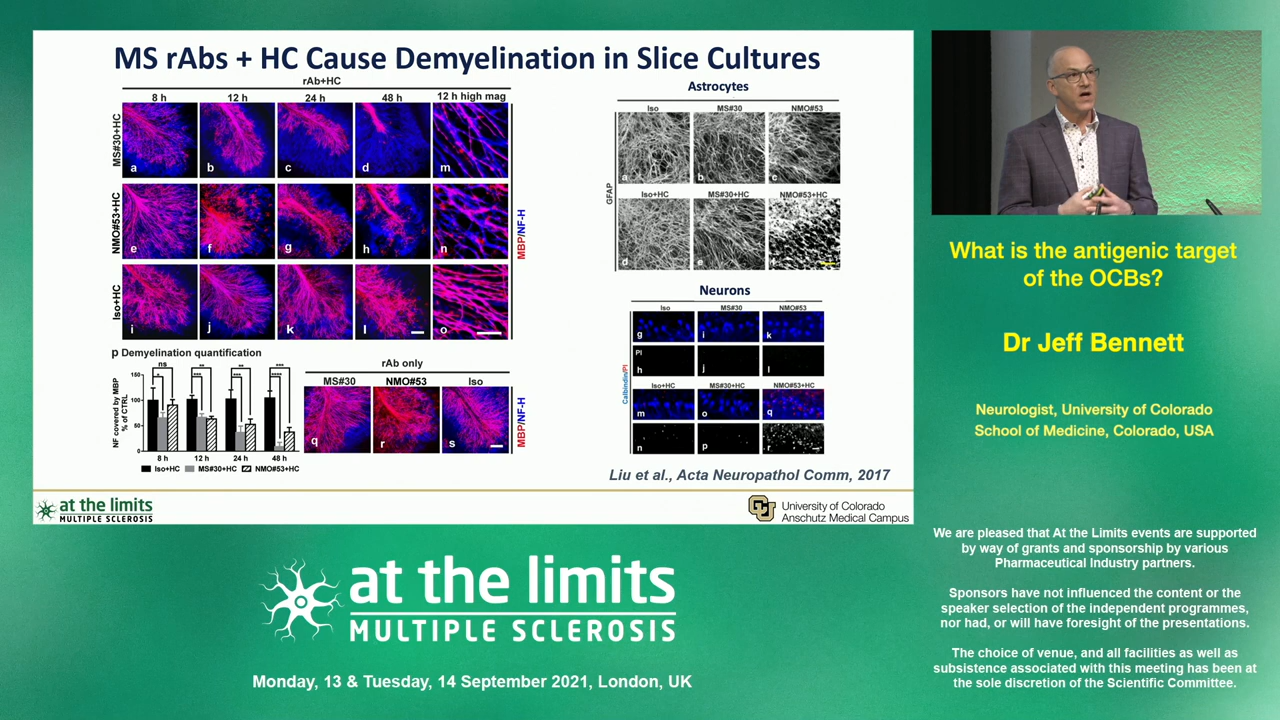 MS rAbs + HC Cause Demyelination in Slice Cultures
rAb+HC
8 h 12 h 24 h 48 h 12 h high mag
MS#30+HC
a b c d m
NMO#53+HC
e f g h n
Iso+HC
i j k l o
MBP/NF-H
p Demyelination quantification
NF covered by MBP
% of CTRL
150
100
50
0
ns
* *** *** ****
** ** ***
8 h 12 h 24 h 48 h
Iso+HC MS#30+HC NMO#53+HC
rAb only
MS#30 NMO#53 Iso
q r s
MBP/NF-H
Astrocytes
Iso MS#30 NMO#53
a b c
GFAP
Iso+HC MS#30+HC NMO#53+HC
d e f
Neurons
Iso MS#30 NMO#53
g i k
PI
h j l
Calbindin/PI
Iso+HC MS#30+HC NMO#53+HC
m o q
n p r
Liu et al., Acta Neuropathol Comm, 2017
at the limits
MULTIPLE SCLEROSIS
CU
University of Colorado
Anschutz Medical Campus
What is the antigenic target
of the OCBs?
Dr Jeff Bennett
Neurologist, University of Colorado
School of Medicine, Colorado, USA
We are pleased that At the Limits events are supported
by way of grants and sponsorship by various
Pharmaceutical Industry partners.
Sponsors have not influenced the content or the
speaker selection of the independent programmes,
nor had, or will have foresight of the presentations.
The choice of venue, and all facilities as well as
subsistence associated with this meeting has been at
the sole discretion of the Scientific Committee.
at the limits
MULTIPLE SCLEROSIS
Monday, 13 & Tuesday, 14 September 2021, London, UK